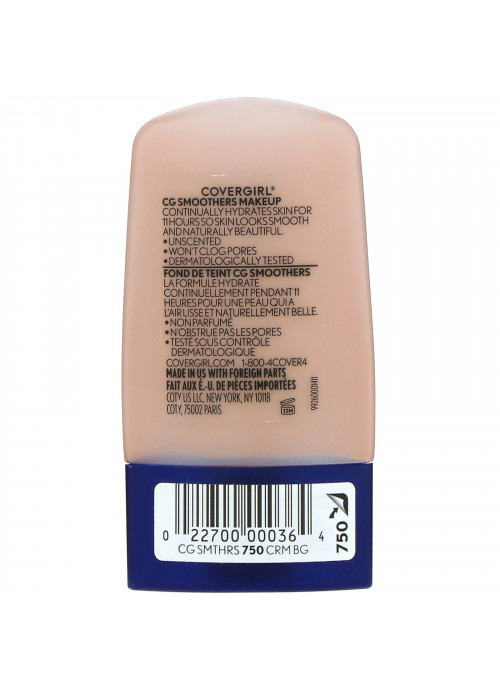 COVERGIRL®
CG SMOOTHERS MAKEUP
CONTINUALLY HYDRATES SKIN FOR
11 HOURS SO SKIN LOOKS SMOOTH
AND NATURALLY BEAUTIFUL.
• UNSCENTED
• WON'T CLOG PORES
• DERMATOLOGICALLY TESTED
FOND DE TEINT CG SMOOTHERS
LA FORMULE HYDRATE
CONTINUELLEMENT PENDANT 11
HEURES POUR UNE PEAU QUI A
L'AIR LISSE ET NATURELLEMENT BELLE.
• NON PARFUMÉ
• N'OBSTRUE PAS LES PORES
• TESTÉ SOUS CONTRÔLE
DERMATOLOGIQUE
COVERGIRL.COM 1-800-4COVER4
MADE IN US WITH FOREIGN PARTS
FAIT AUX É.-U. DE PIÈCES IMPORTÉES
COTY US LLC, NEW YORK, NY 10118
COTY, 75002 PARIS
12M
99260001411
0 22700 00036 4
CG SMTHRS 750 CRM BG
750